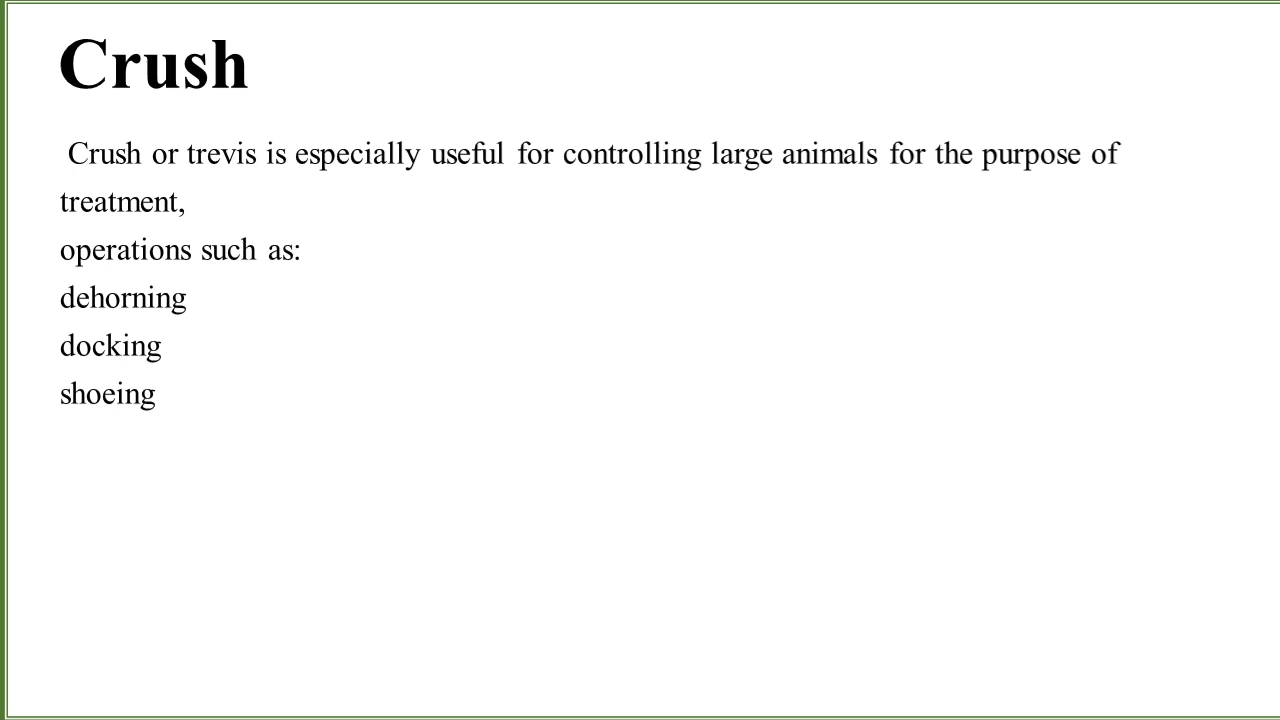 Crush
Crush or trevis is especially useful for controlling large animals for the purpose of
treatment,
operations such as:
dehorning
docking
shoeing